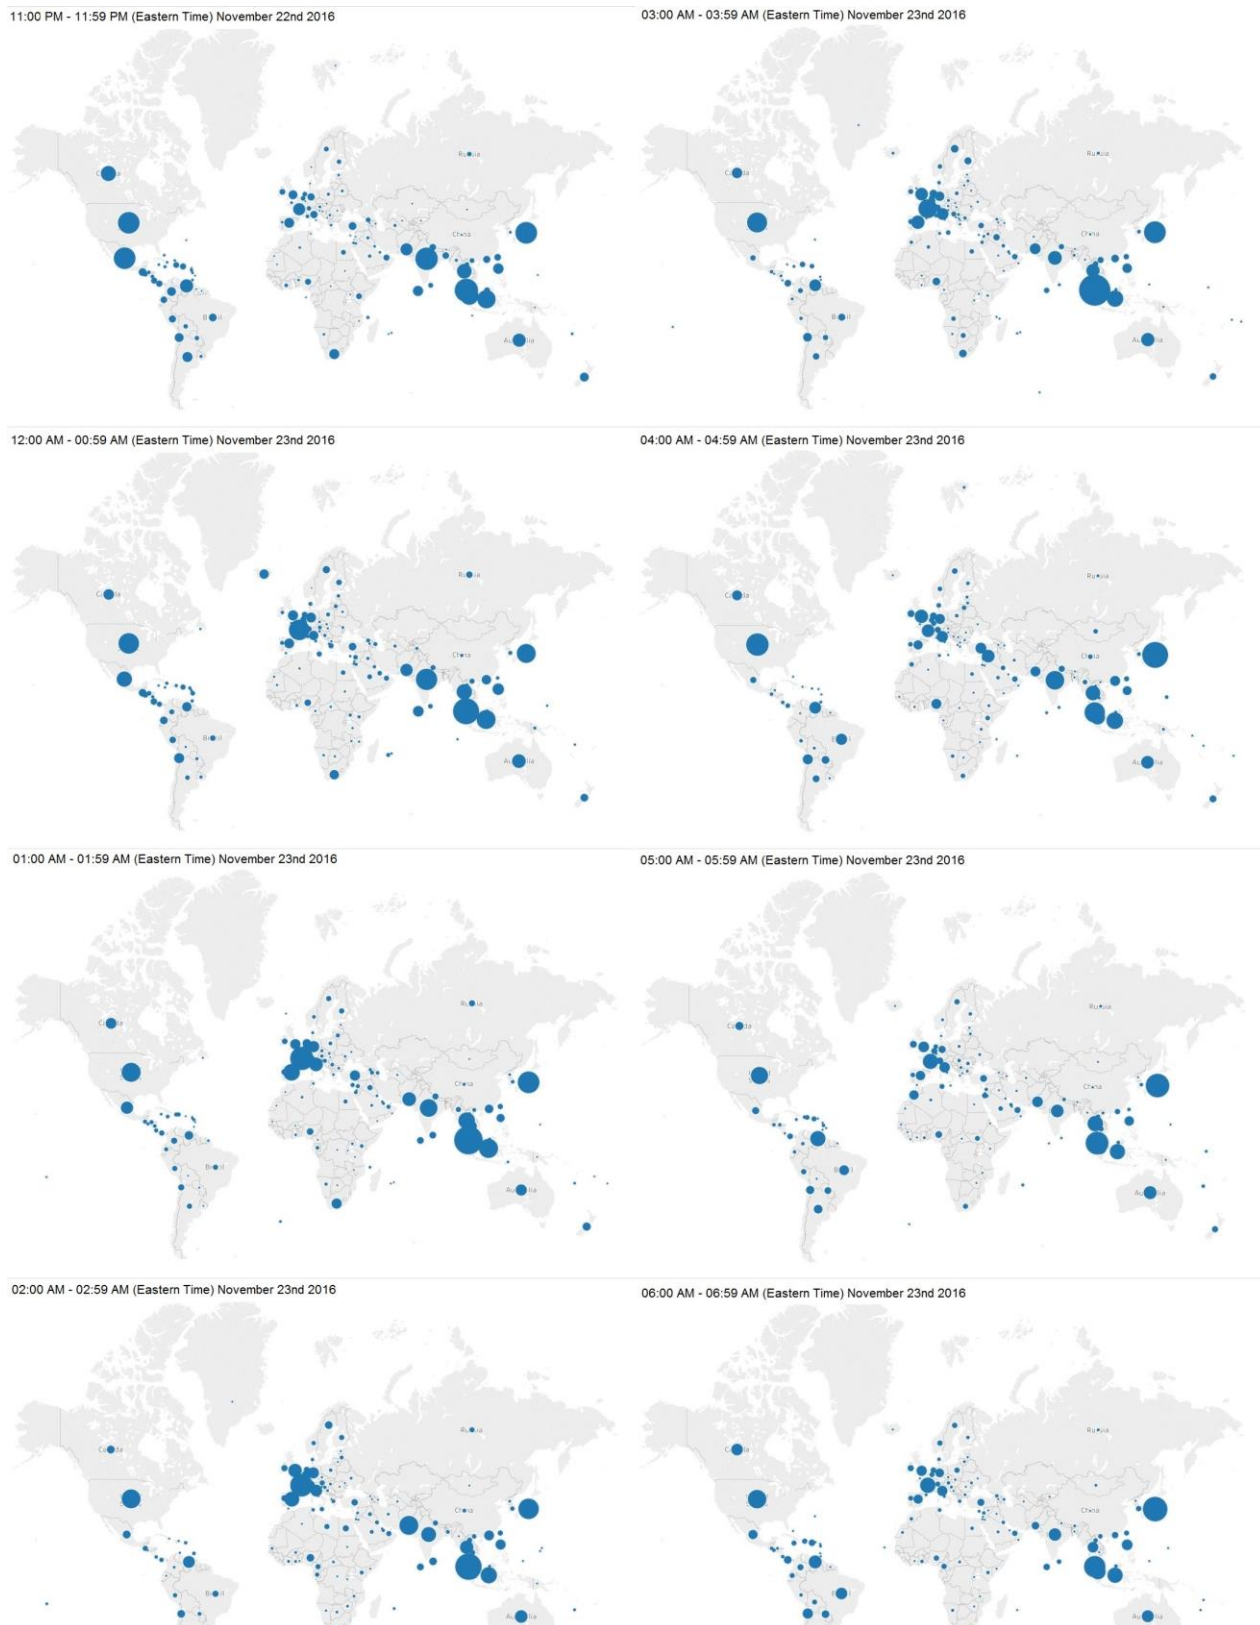 11:00 PM - 11:59 PM (Eastern Time) November 22nd 2016
03:00 AM - 03:59 AM (Eastern Time) November 23nd 2016
12:00 AM - 00:59 AM (Eastern Time) November 23nd 2016
04:00 AM - 04:59 AM (Eastern Time) November 23nd 2016
01:00 AM - 01:59 AM (Eastern Time) November 23nd 2016
05:00 AM - 05:59 AM (Eastern Time) November 23nd 2016
02:00 AM - 02:59 AM (Eastern Time) November 23nd 2016
06:00 AM - 06:59 AM (Eastern Time) November 23nd 2016